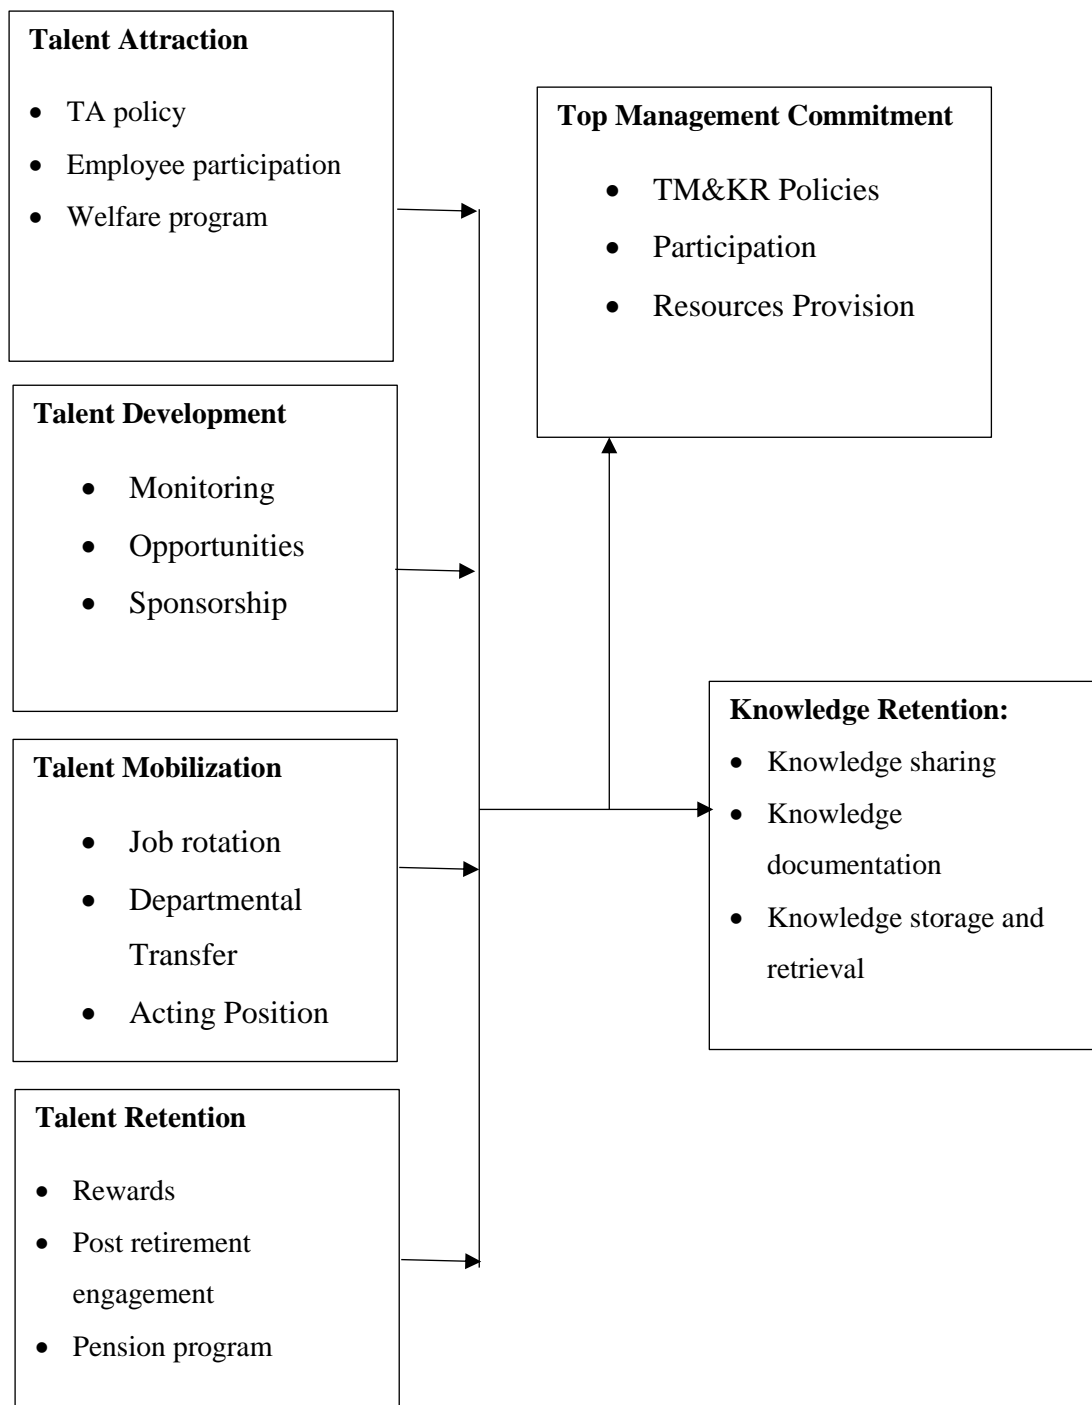 Talent Attraction
• TA policy
• Employee participation
• Welfare program
Top Management Commitment
• TM&KR Policies
• Participation
• Resources Provision
Talent Development
• Monitoring
• Opportunities
• Sponsorship
Knowledge Retention:
• Knowledge sharing
• Knowledge
documentation
• Knowledge storage and
retrieval
Talent Mobilization
• Job rotation
• Departmental
Transfer
• Acting Position
Talent Retention
• Rewards
• Post retirement
engagement
• Pension program